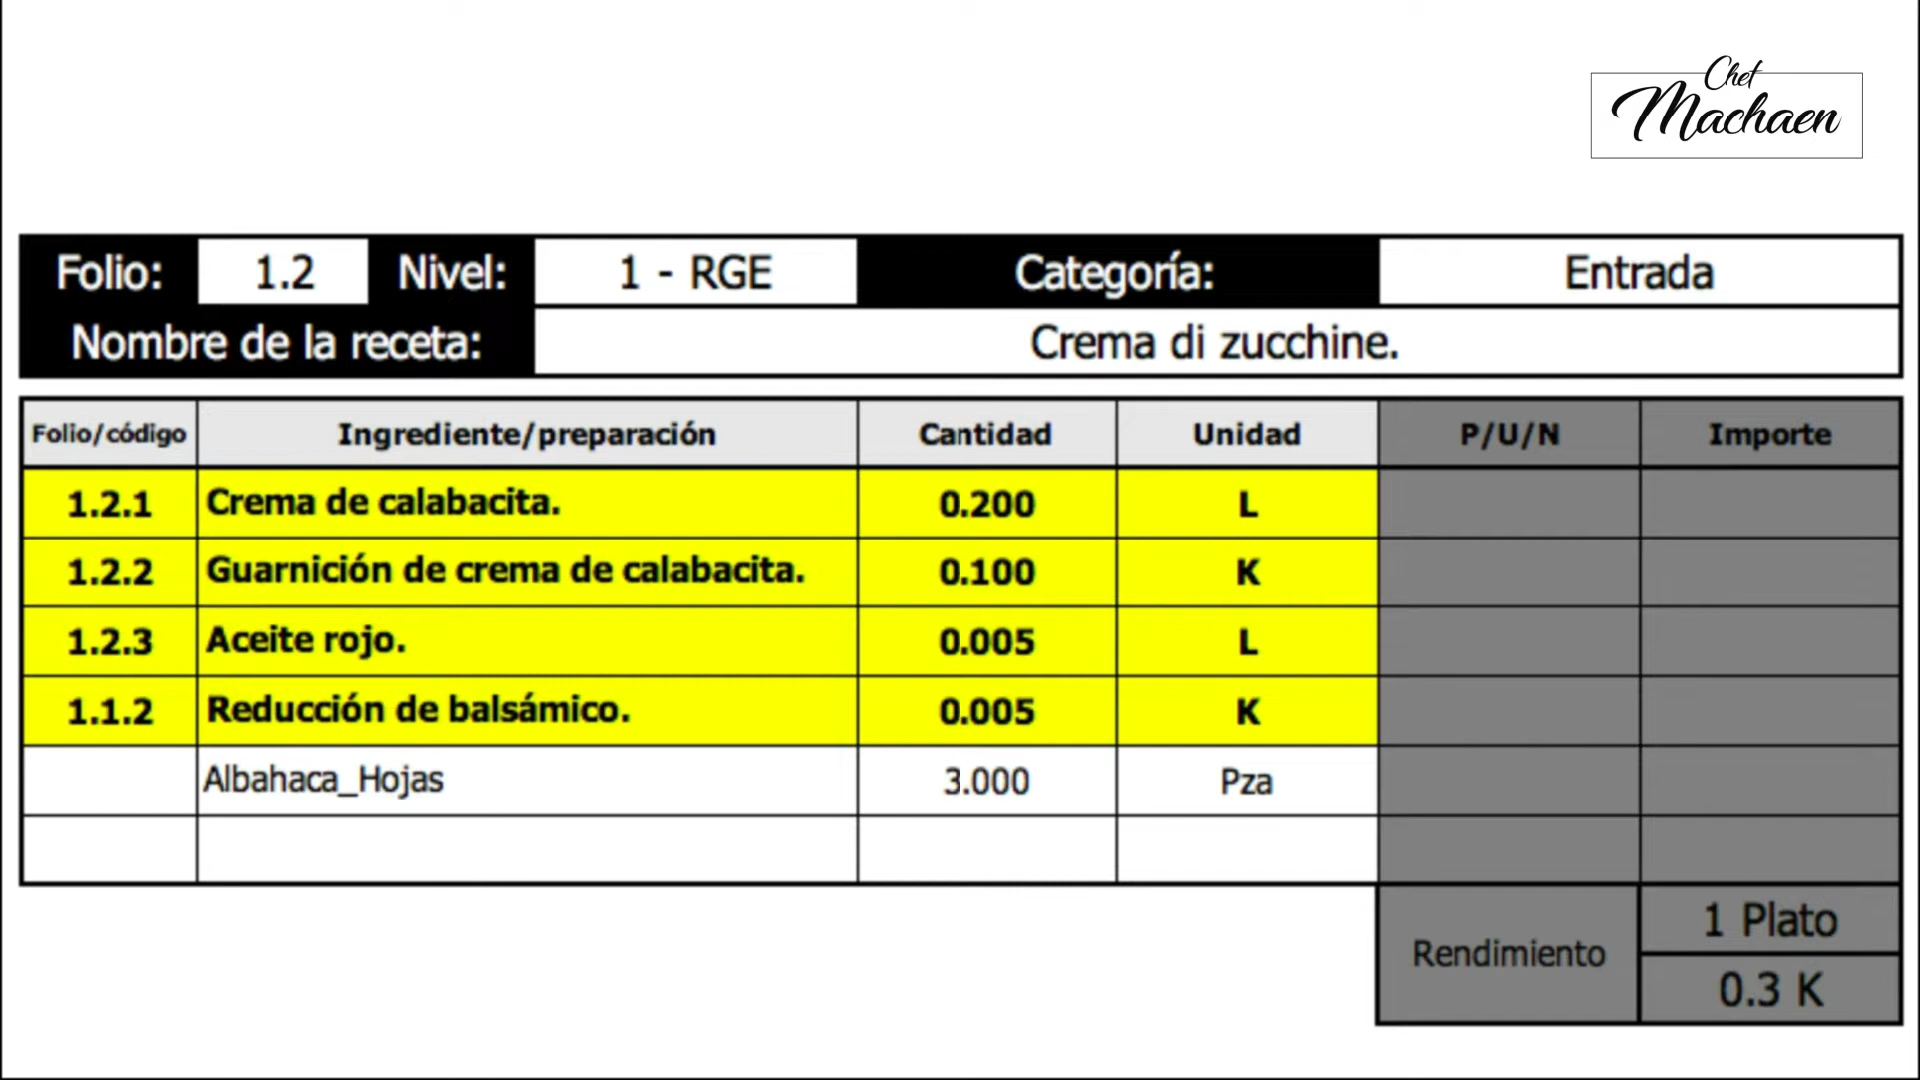 Chef
Machaen
Folio: 1.2 Nivel: 1 - RGE Categoría: Entrada
Nombre de la receta: Crema di zucchine.
Folio/código Ingrediente/preparación Cantidad Unidad P/U/N Importe
1.2.1 Crema de calabacita. 0.200 L
1.2.2 Guarnición de crema de calabacita. 0.100 K
1.2.3 Aceite rojo. 0.005 L
1.1.2 Reducción de balsámico. 0.005 K
Albahaca_Hojas 3.000 Pza
Rendimiento 1 Plato
0.3 K